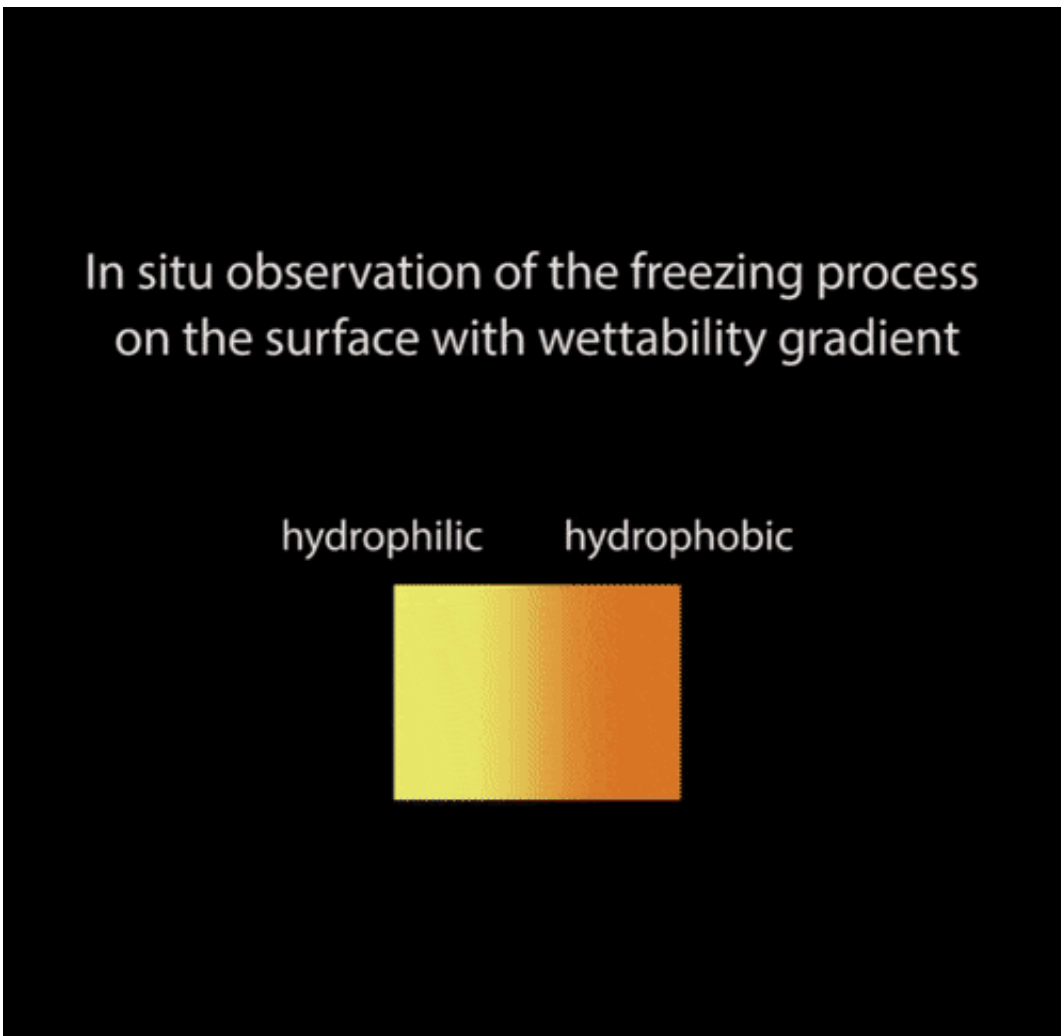 In situ observation of the freezing process
on the surface with wettability gradient
hydrophilic hydrophobic